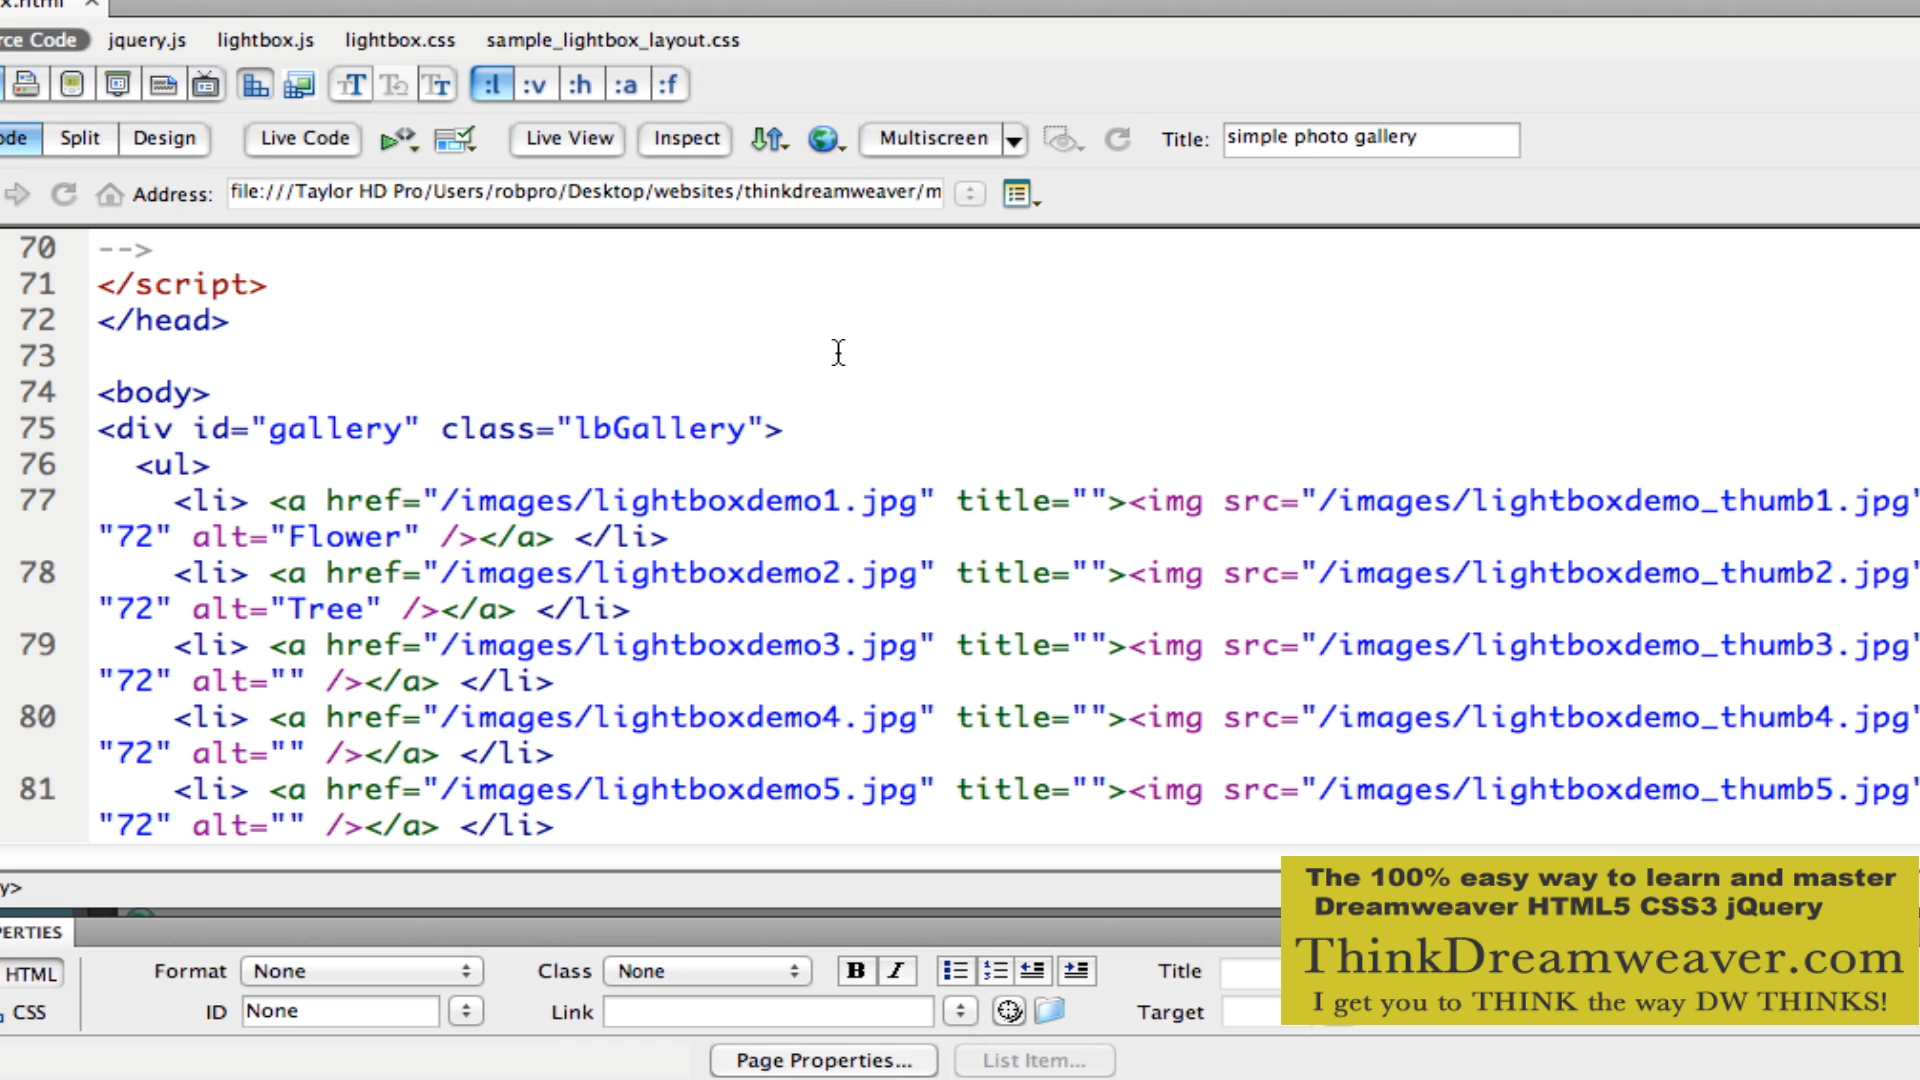 x.html ×
rce Code jquery.js lightbox.js lightbox.css sample_lightbox_layout.css
:l :v :h :a :f
ode Split Design Live Code Live View Inspect Multiscreen Title: simple photo gallery
Address: file:///Taylor HD Pro/Users/robpro/Desktop/websites/thinkdreamweaver/m
70 -->
71 </script>
72 </head>
73
74 <body>
75 <div id="gallery" class="lbGallery">
76 <ul>
77 <li> <a href="/images/lightboxdemo1.jpg" title=""><img src="/images/lightboxdemo_thumb1.jpg"
"72" alt="Flower" /></a> </li>
78 <li> <a href="/images/lightboxdemo2.jpg" title=""><img src="/images/lightboxdemo_thumb2.jpg"
"72" alt="Tree" /></a> </li>
79 <li> <a href="/images/lightboxdemo3.jpg" title=""><img src="/images/lightboxdemo_thumb3.jpg"
"72" alt="" /></a> </li>
80 <li> <a href="/images/lightboxdemo4.jpg" title=""><img src="/images/lightboxdemo_thumb4.jpg"
"72" alt="" /></a> </li>
81 <li> <a href="/images/lightboxdemo5.jpg" title=""><img src="/images/lightboxdemo_thumb5.jpg"
"72" alt="" /></a> </li>
y>
The 100% easy way to learn and master
Dreamweaver HTML5 CSS3 jQuery
ThinkDreamweaver.com
I get you to THINK the way DW THINKS!
ERTIES
HTML Format None Class None B I Title
CSS ID None Link Target
Page Properties... List Item...